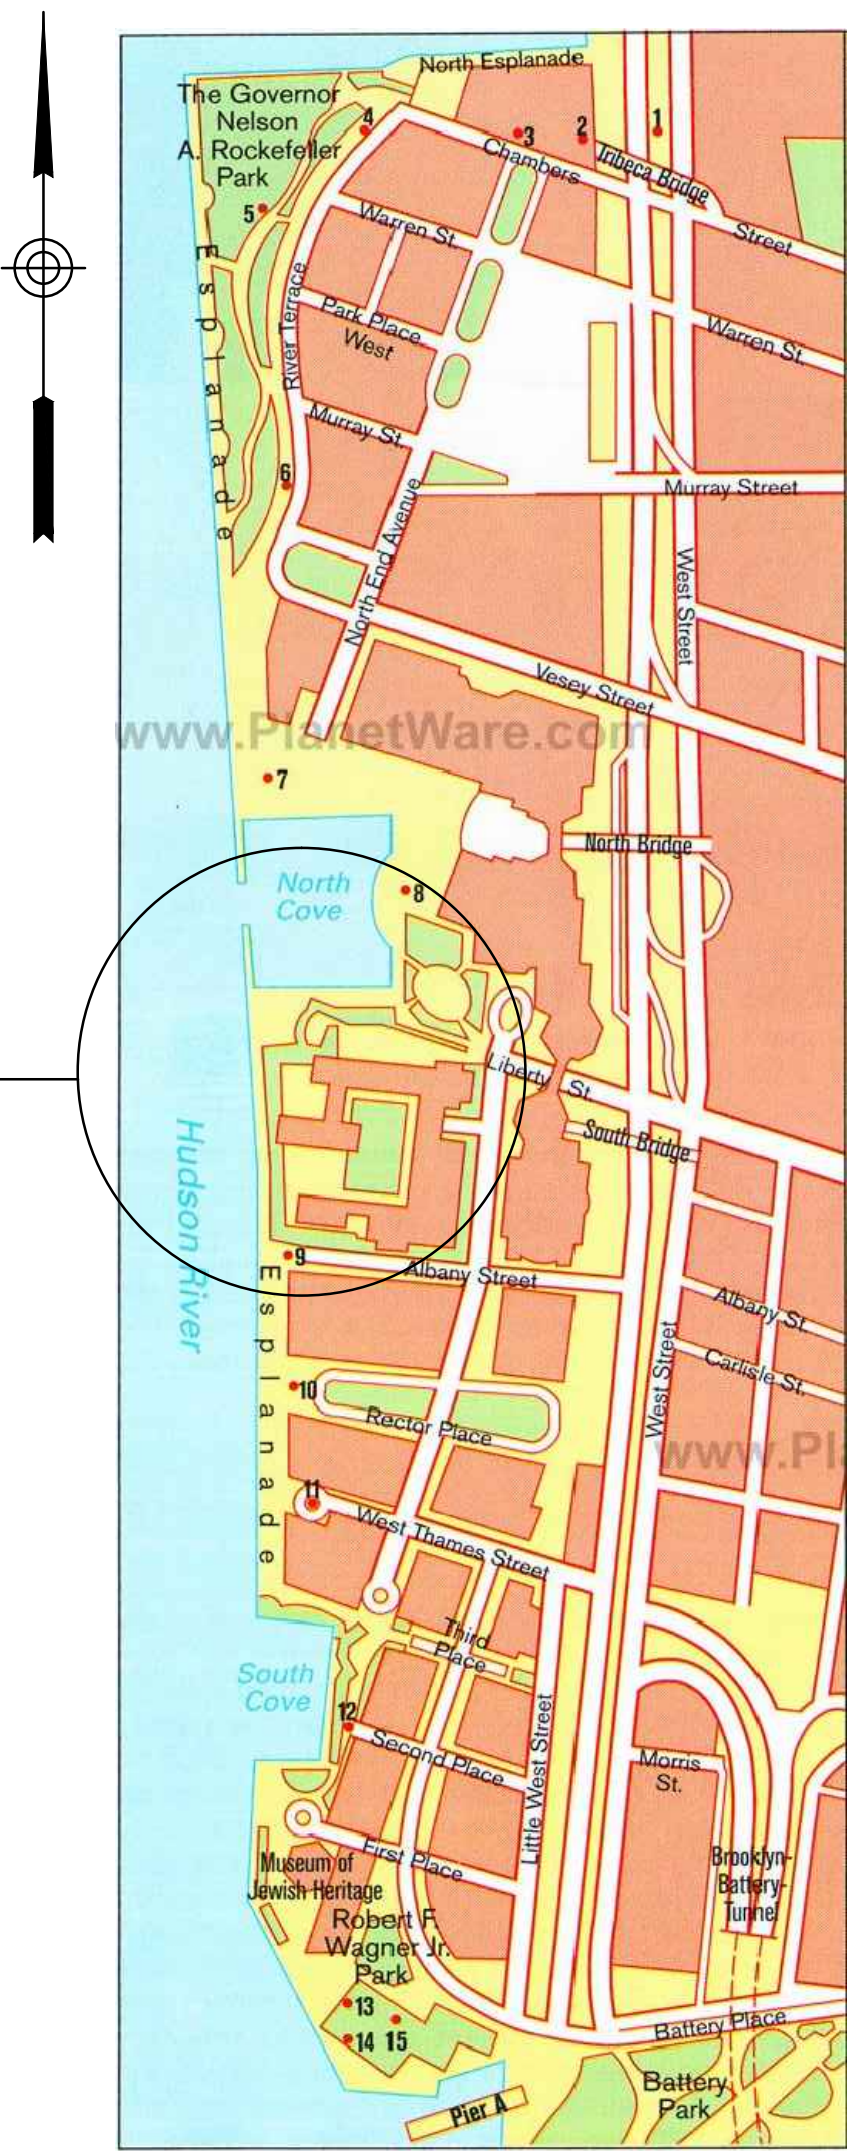 North Esplanade
The Governor
Nelson
A. Rockefeller
Park
4
3
2
1
Chambers
Tribeca Bridge
Street
5
Warren St.
Esplanade
River Terrace
Park Place
West
Warren St.
Murray St.
6
North End Avenue
Murray Street
West Street
Vesey Street
www.PlanetWare.com
7
North Bridge
North
Cove
8
Liberty St.
South Bridge
Hudson River
9
Albany Street
Albany St.
Esplanade
West Street
Carlisle St.
10
Rector Place
www.Pla
11
West Thames Street
Third
Place
South
Cove
12
Second Place
Little West Street
Morris
St.
First Place
Museum of
Jewish Heritage
Brooklyn-
Battery-
Tunnel
Robert F.
Wagner Jr.
Park
13
14
15
Battery Place
Battery
Park
Pier A